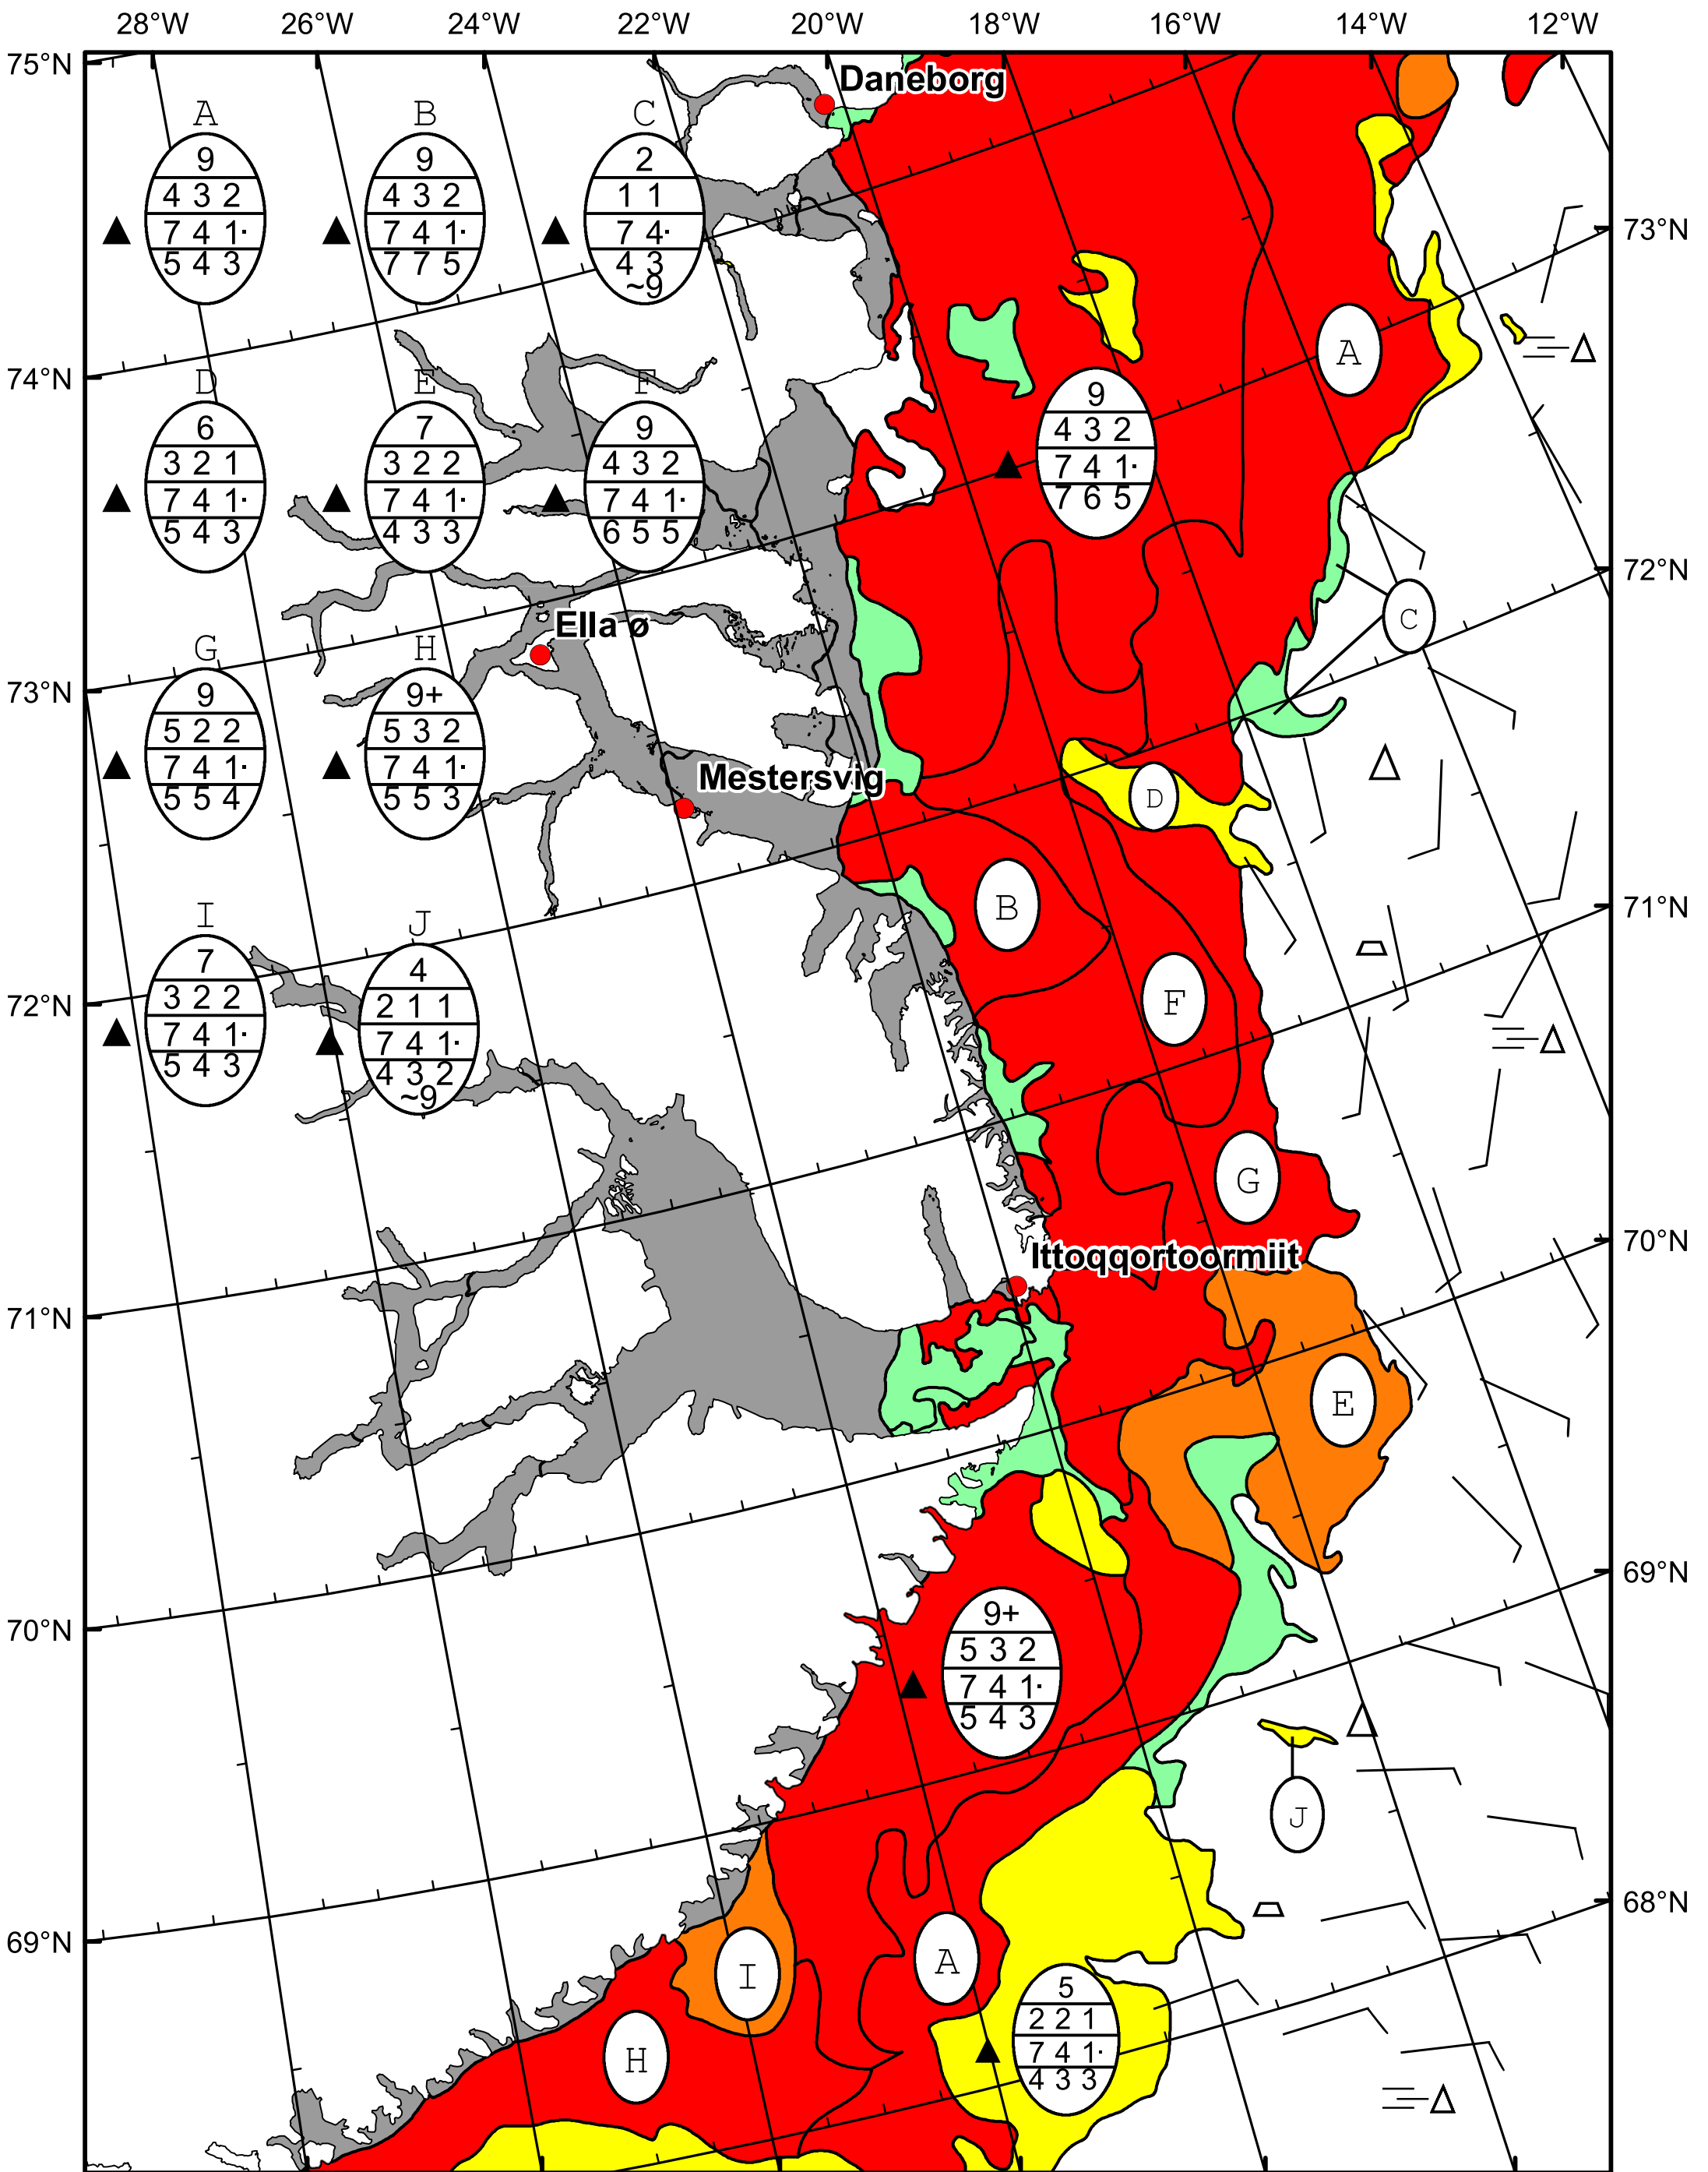 28°W 26°W 24°W 22°W 20°W 18°W 16°W 14°W 12°W
75°N
Daneborg
A B C
9 9 2
4 3 2 4 3 2 1 1
7 4 1· 7 4 1· 7 4·
5 4 3 7 7 5 4 3
~9
73°N
A
74°N
D E F
6 7 9
3 2 1 3 2 2 4 3 2
7 4 1· 7 4 1· 7 4 1·
5 4 3 4 3 3 6 5 5
9
4 3 2
7 4 1·
7 6 5
72°N
C
Ella ø
G H
9 9+
5 2 2 5 3 2
7 4 1· 7 4 1·
5 5 4 5 5 3
73°N
Mestersvig
D
B
71°N
I J
7 4
3 2 2 2 1 1
7 4 1· 7 4 1·
5 4 3 4 3 2
~9
72°N
F
G
70°N
Ittoqqortoormiit
71°N
E
69°N
70°N
9+
5 3 2
7 4 1·
5 4 3
J
68°N
69°N
A
I
H
5
2 2 1
7 4 1·
4 3 3